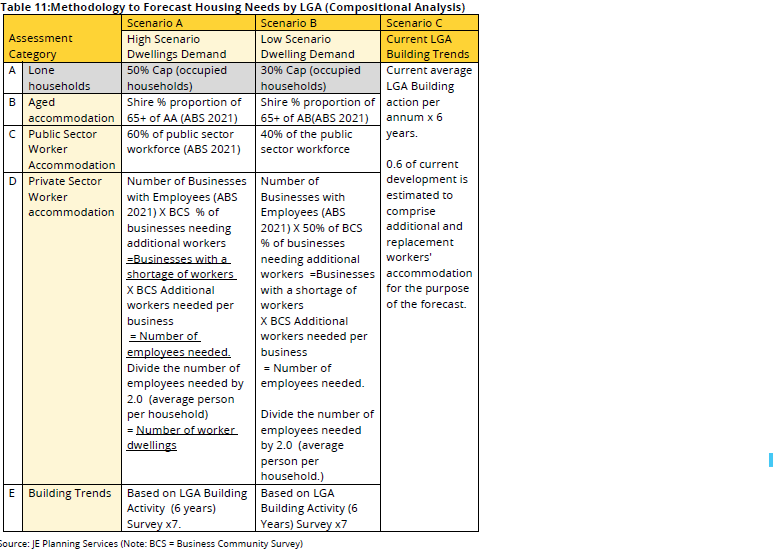 Table 11:Methodology to Forecast Housing Needs by LGA (Compositional Analysis)
Assessment
Category
Scenario A
High Scenario
Dwellings Demand
Scenario B
Low Scenario
Dwelling Demand
Scenario C
Current LGA
Building Trends
A
Lone
households
50% Cap (occupied
households)
30% Cap (occupied
households)
Current average
LGA Building
action per
annum x 6
years.
0.6 of current
development is
estimated to
comprise
additional and
replacement
workers'
accommodation
for the purpose
of the forecast.
B
Aged
accommodation
Shire % proportion of
65+ of AA (ABS 2021)
Shire % proportion of
65+ of AB(ABS 2021)
C
Public Sector
Worker
Accommodation
60% of public sector
workforce (ABS 2021)
40% of the public
sector workforce
D
Private Sector
Worker
accommodation
Number of Businesses
with Employees (ABS
2021) X BCS % of
businesses needing
additional workers
=Businesses with a
shortage of workers
X BCS Additional
workers needed per
business
= Number of
employees needed.
Divide the number of
employees needed by
2.0 (average person
per household)
= Number of worker
dwellings
Number of
Businesses with
Employees (ABS
2021) X 50% of BCS
% of businesses
needing additional
workers =Businesses
with a shortage of
workers
X BCS Additional
workers needed per
business
= Number of
employees needed.
Divide the number of
employees needed
by 2.0 (average
person per
household.)
E
Building Trends
Based on LGA Building
Activity (6 years)
Survey x7.
Based on LGA
Building Activity (6
Years) Survey x7
Source: JE Planning Services (Note: BCS = Business Community Survey)